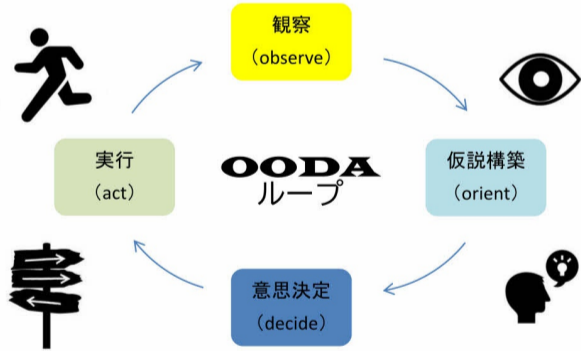 観察
（observe）
実行
（act）
OODA
ループ
仮説構築
（orient）
意思決定
（decide）